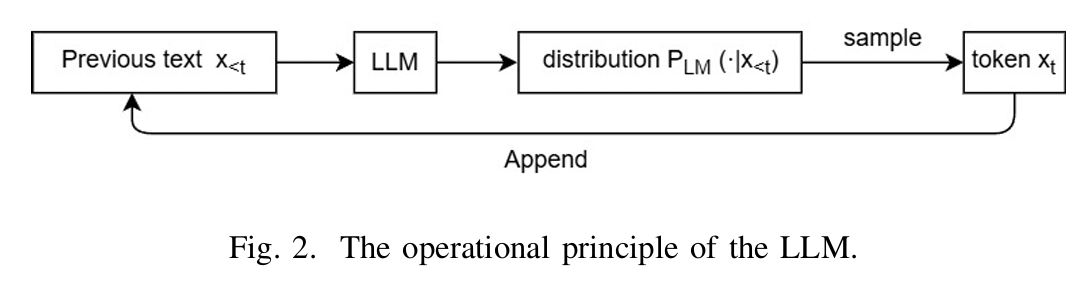 Previous text x<t
LLM
distribution PLM (·|x<t)
sample
token xt
Append
Fig. 2. The operational principle of the LLM.